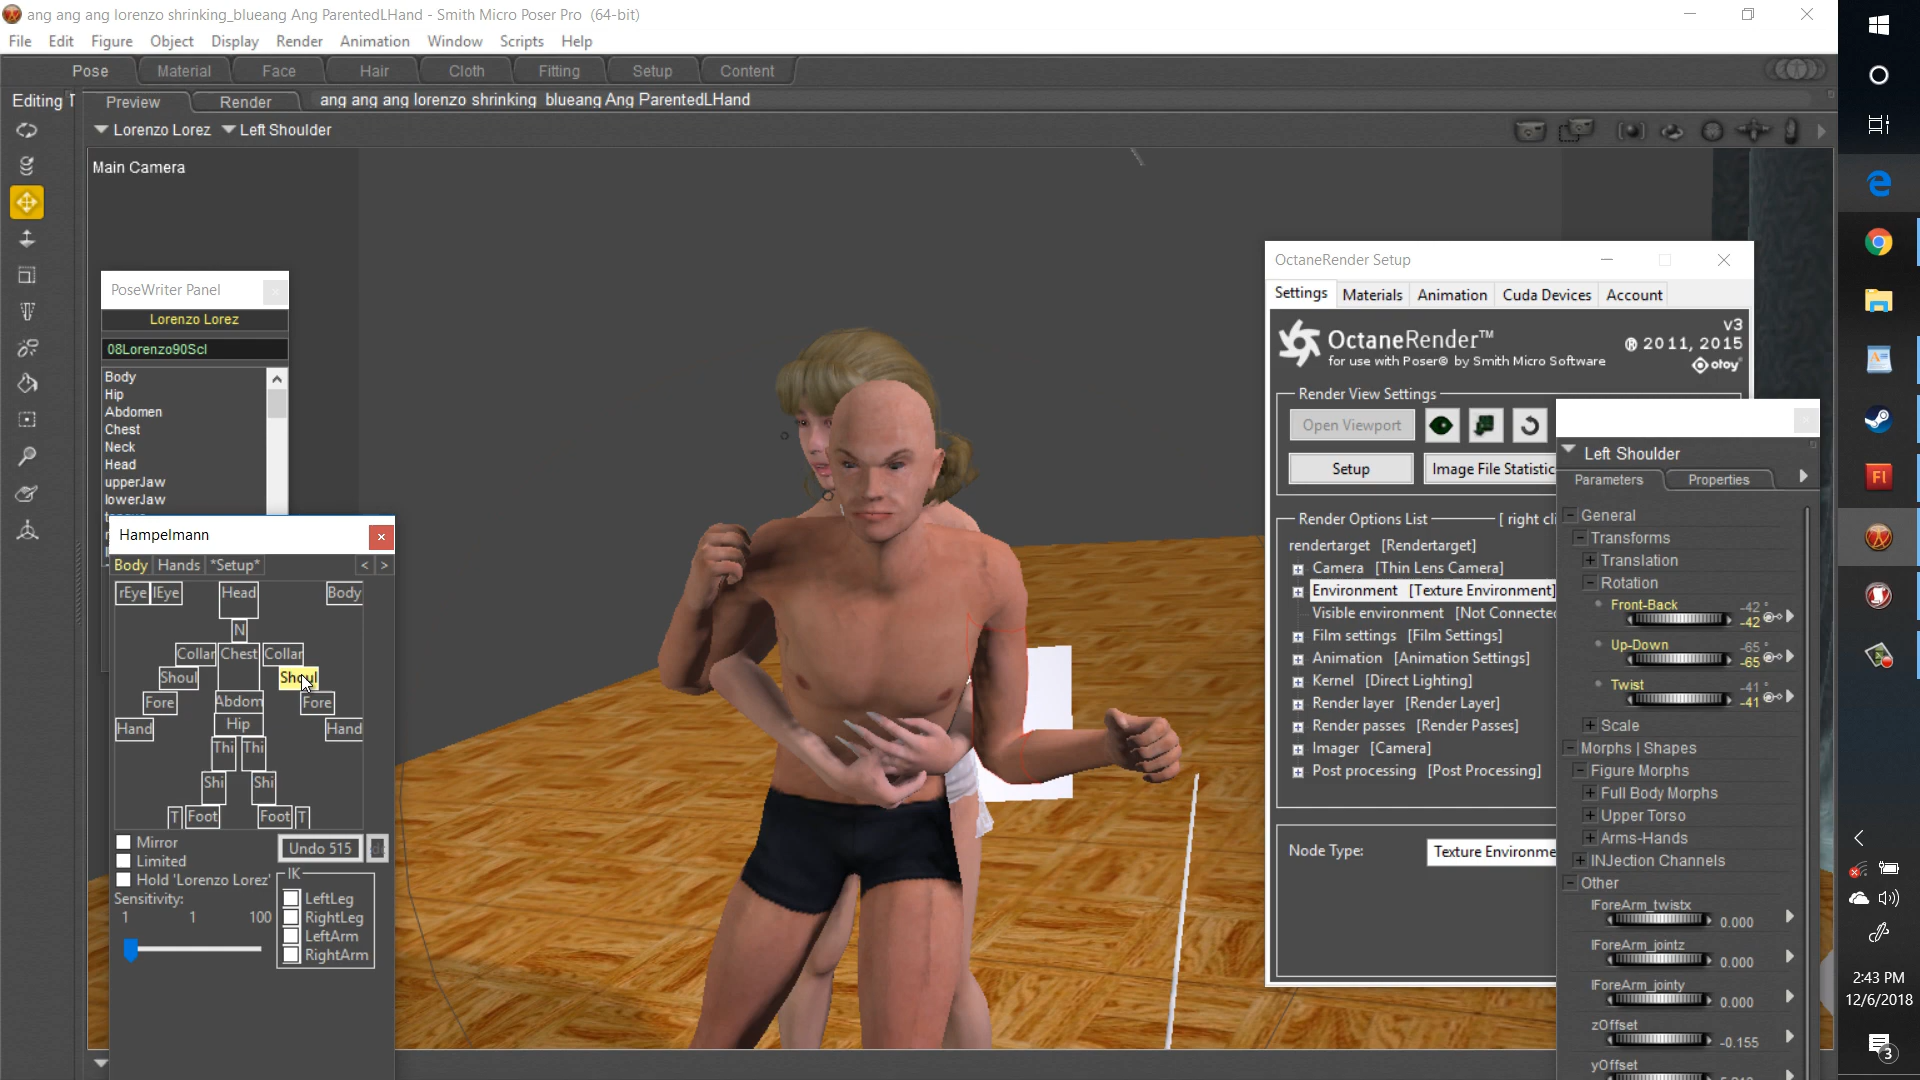 ang ang ang lorenzo shrinking_blueang Ang ParentedLHand - Smith Micro Poser Pro (64-bit)
File Edit Figure Object Display Render Animation Window Scripts Help
Pose Material Face Hair Cloth Fitting Setup Content
Editing T Preview Render ang ang ang lorenzo shrinking_blueang Ang ParentedLHand
Lorenzo Lorez Left Shoulder
Main Camera
PoseWriter Panel
Lorenzo Lorez
08Lorenzo90Scl
Body
Hip
Abdomen
Chest
Neck
Head
upperJaw
lowerJaw
Hampelmann
Body Hands *Setup* < >
rEye lEye Head Body
N
Collar Chest Collar
Shoul Shoul
Fore Abdom Fore
Hand Hip Hand
Thi Thi
Shi Shi
T Foot Foot T
Mirror
Limited
Hold 'Lorenzo Lorez'
Undo 515
Sensitivity:
1 1 100
IK
LeftLeg
RightLeg
LeftArm
RightArm
OctaneRender Setup
Settings Materials Animation Cuda Devices Account
OctaneRender™
for use with Poser® by Smith Micro Software
v3
® 2011, 2015
otoy
Render View Settings
Open Viewport
Setup Image File Statistic
Render Options List [ right cli
rendertarget [Rendertarget]
Camera [Thin Lens Camera]
Environment [Texture Environment]
Visible environment [Not Connecte
Film settings [Film Settings]
Animation [Animation Settings]
Kernel [Direct Lighting]
Render layer [Render Layer]
Render passes [Render Passes]
Imager [Camera]
Post processing [Post Processing]
Node Type: Texture Environme
Left Shoulder
Parameters Properties
General
Transforms
Translation
Rotation
Front-Back -42 °
-42
Up-Down -65 °
-65
Twist -41 °
-41
Scale
Morphs | Shapes
Figure Morphs
Full Body Morphs
Upper Torso
Arms-Hands
INJection Channels
Other
lForeArm_twistx
0.000
lForeArm_jointz
0.000
lForeArm_jointy
0.000
zOffset
-0.155
yOffset
Fl
2:43 PM
12/6/2018
3